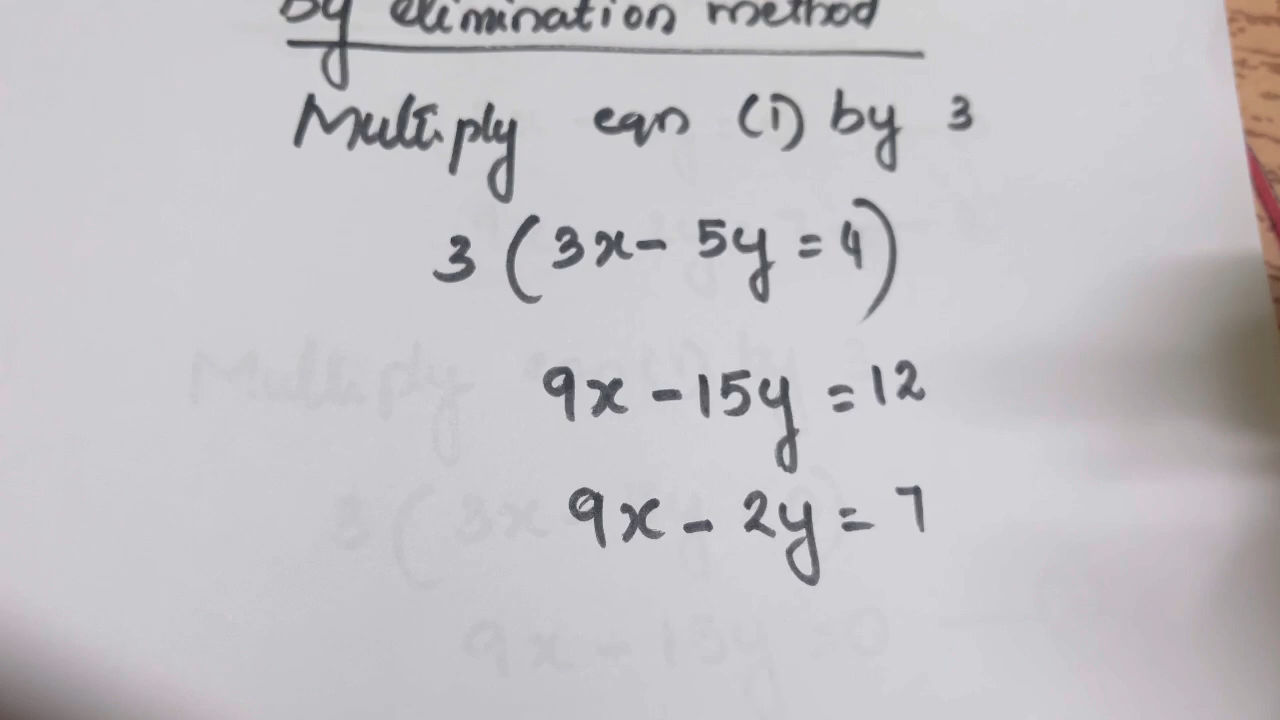 By elimination method
Multiply eqn (1) by 3
3 (3x - 5y = 4)
9x - 15y = 12
9x - 2y = 7